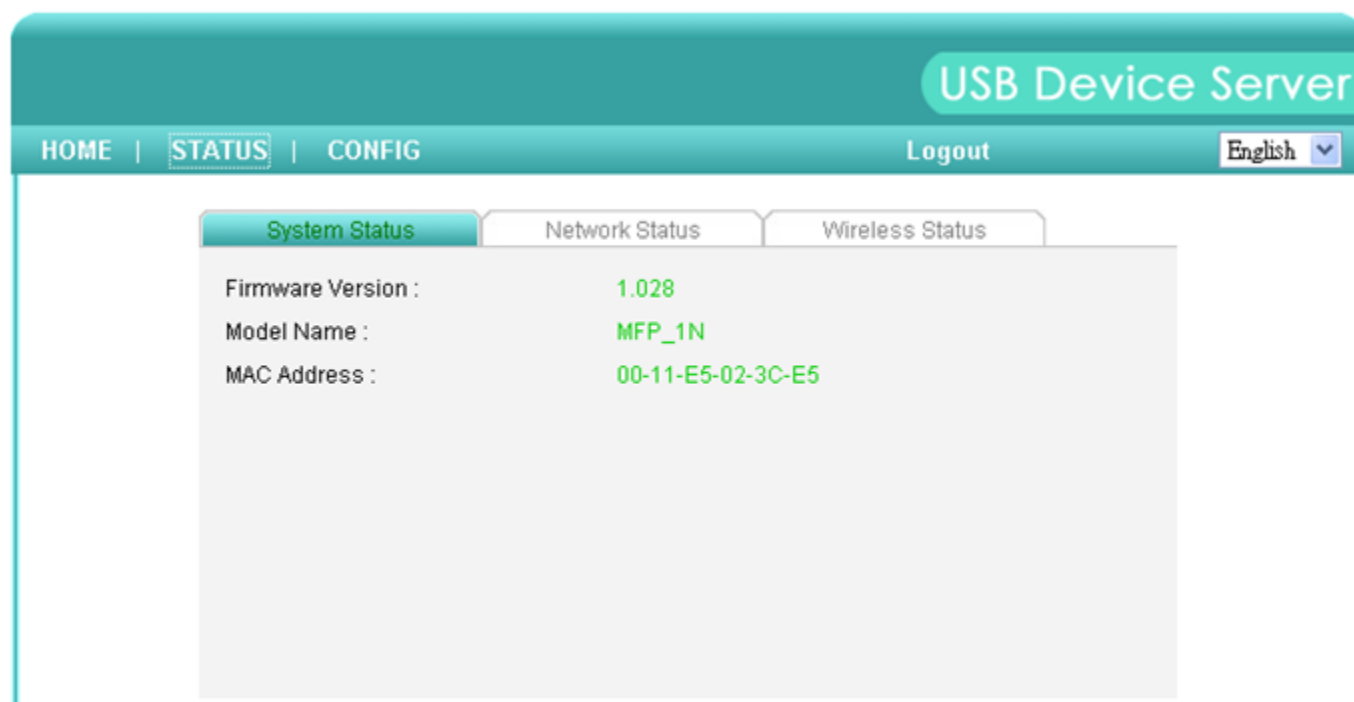 USB Device Server
HOME | STATUS | CONFIG Logout English
System Status Network Status Wireless Status
Firmware Version : 1.028
Model Name : MFP_1N
MAC Address : 00-11-E5-02-3C-E5